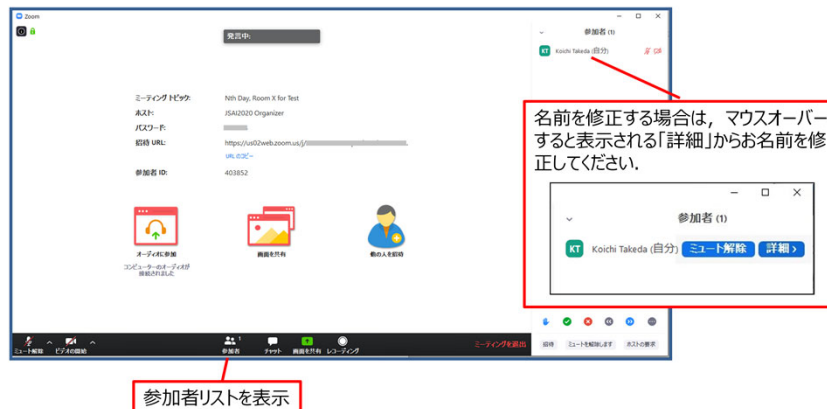 Zoom
発言中:
参加者 (1)
KT Koichi Takeda (自分)
ミーティング トピック: Nth Day, Room X for Test
ホスト: JSAI2020 Organizer
パスワード:
招待 URL: https://us02web.zoom.us/j/
URL のコピー
参加者 ID: 403852
オーディオに参加
コンピューターのオーディオが
接続されました
画面を共有
他の人を招待
名前を修正する場合は，マウスオーバー
すると表示される「詳細」からお名前を修
正してください．
参加者 (1)
KT Koichi Takeda (自分) ミュート解除 詳細 >
ミュート解除 ビデオの開始 参加者 1 チャット 画面を共有 レコーディング ミーティングを退出
招待 ミュートを解除します ホストの要求
参加者リストを表示